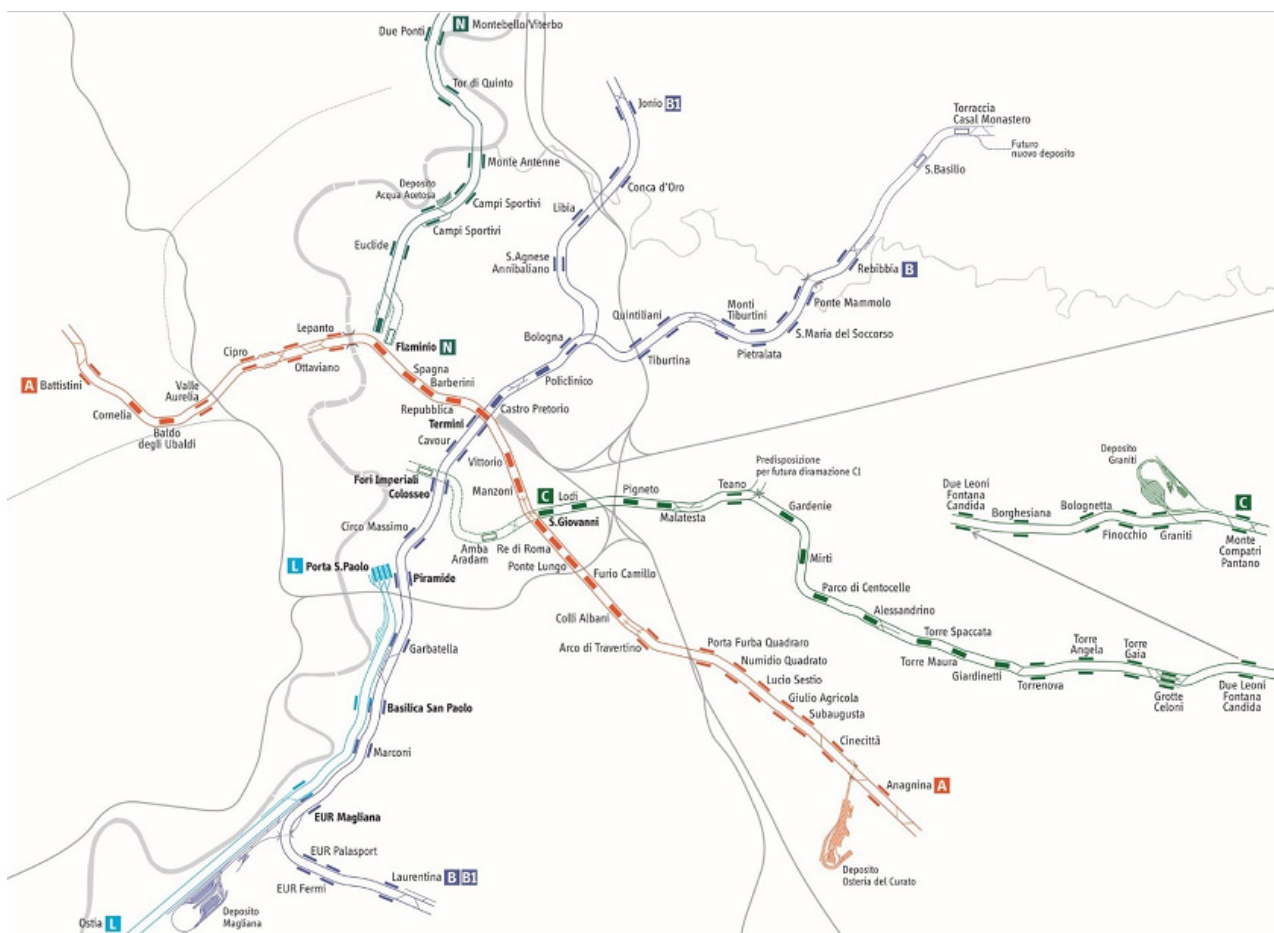 Due Ponti
N Montebello/Viterbo
Tor di Quinto
Jonio B1
Torraccia
Casal Monastero
Futuro
nuovo deposito
S.Basilio
Monte Antenne
Deposito
Acqua Acetosa
Campi Sportivi
Campi Sportivi
Conca d'Oro
Libia
Euclide
S.Agnese
Annibaliano
Rebibbia B
Ponte Mammolo
Monti
Tiburtini
Quintiliani
S.Maria del Soccorso
Pietralata
Tiburtina
Bologna
Policlinico
Lepanto
Flaminio N
Cipro
Ottaviano
Spagna
Barberini
A Battistini
Valle
Aurelia
Cornelia
Baldo
degli Ubaldi
Repubblica
Castro Pretorio
Termini
Cavour
Vittorio
Fori Imperiali
Colosseo
Manzoni
C
Lodi
Pigneto
Teano
Predisposizione
per futura diramazione C1
Malatesta
Gardenie
S.Giovanni
Circo Massimo
Amba
Aradam
Re di Roma
Ponte Lungo
Furio Camillo
Mirti
Deposito
Graniti
Due Leoni
Fontana
Candida
Borghesiana
Bolognetta
Finocchio
Graniti
C
Monte
Compatri
Pantano
L Porta S.Paolo
Piramide
Parco di Centocelle
Alessandrino
Colli Albani
Arco di Travertino
Torre Spaccata
Torre Maura
Giardinetti
Torrenova
Torre
Angela
Torre
Gaia
Grotte
Celoni
Due Leoni
Fontana
Candida
Garbatella
Porta Furba Quadraro
Numidio Quadrato
Lucio Sestio
Giulio Agricola
Subaugusta
Cinecittà
Anagnina A
Basilica San Paolo
Marconi
EUR Magliana
EUR Palasport
EUR Fermi
Laurentina B B1
Deposito
Osteria del Curato
Ostia L
Deposito
Magliana